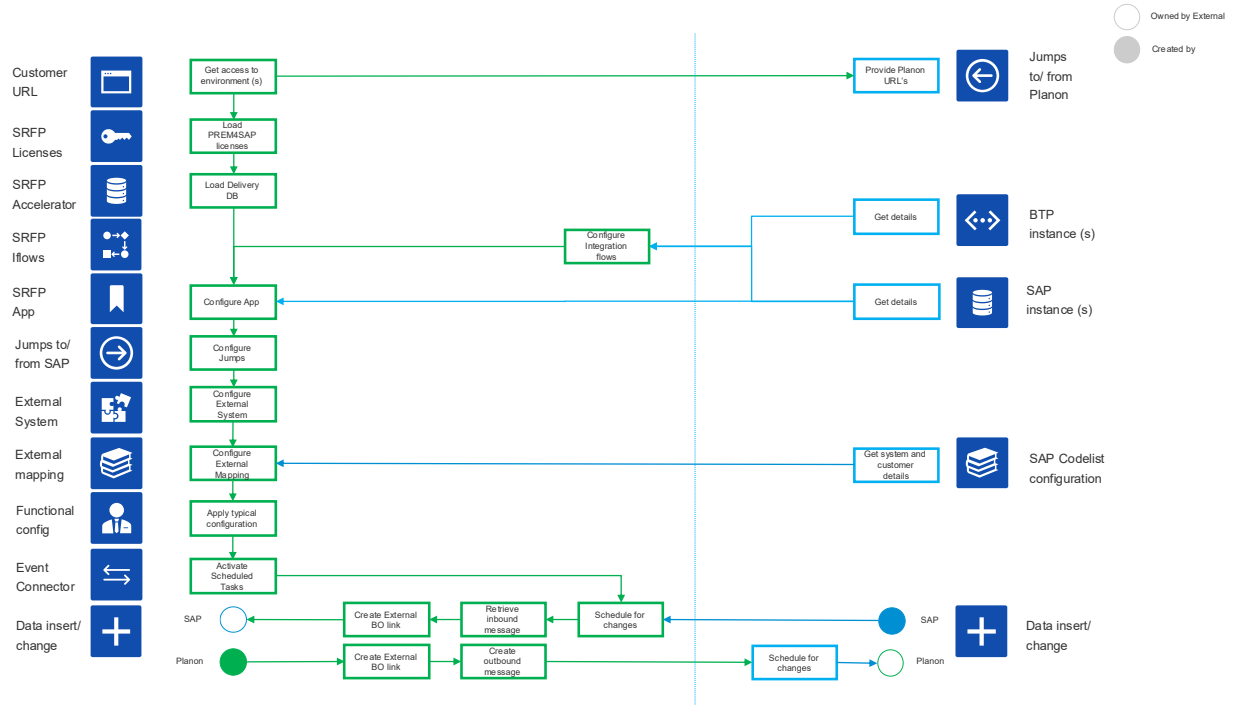 Owned by External
Created by
Customer
URL
Get access to
environment (s)
Provide Planon
URL's
Jumps
to/ from
Planon
SRFP
Licenses
Load
PREM4SAP
licenses
SRFP
Accelerator
Load Delivery
DB
SRFP
Iflows
Configure
Integration
flows
Get details
BTP
instance (s)
SRFP
App
Configure App
Get details
SAP
instance (s)
Jumps to/
from SAP
Configure
Jumps
External
System
Configure
External
System
External
mapping
Configure
External
Mapping
Get system and
customer
details
SAP Codelist
configuration
Functional
config
Apply typical
configuration
Event
Connector
Activate
Scheduled
Tasks
Data insert/
change
SAP
Create External
BO link
Retrieve
inbound
message
Schedule for
changes
SAP
Data insert/
change
Planon
Create External
BO link
Create
outbound
message
Schedule for
changes
Planon